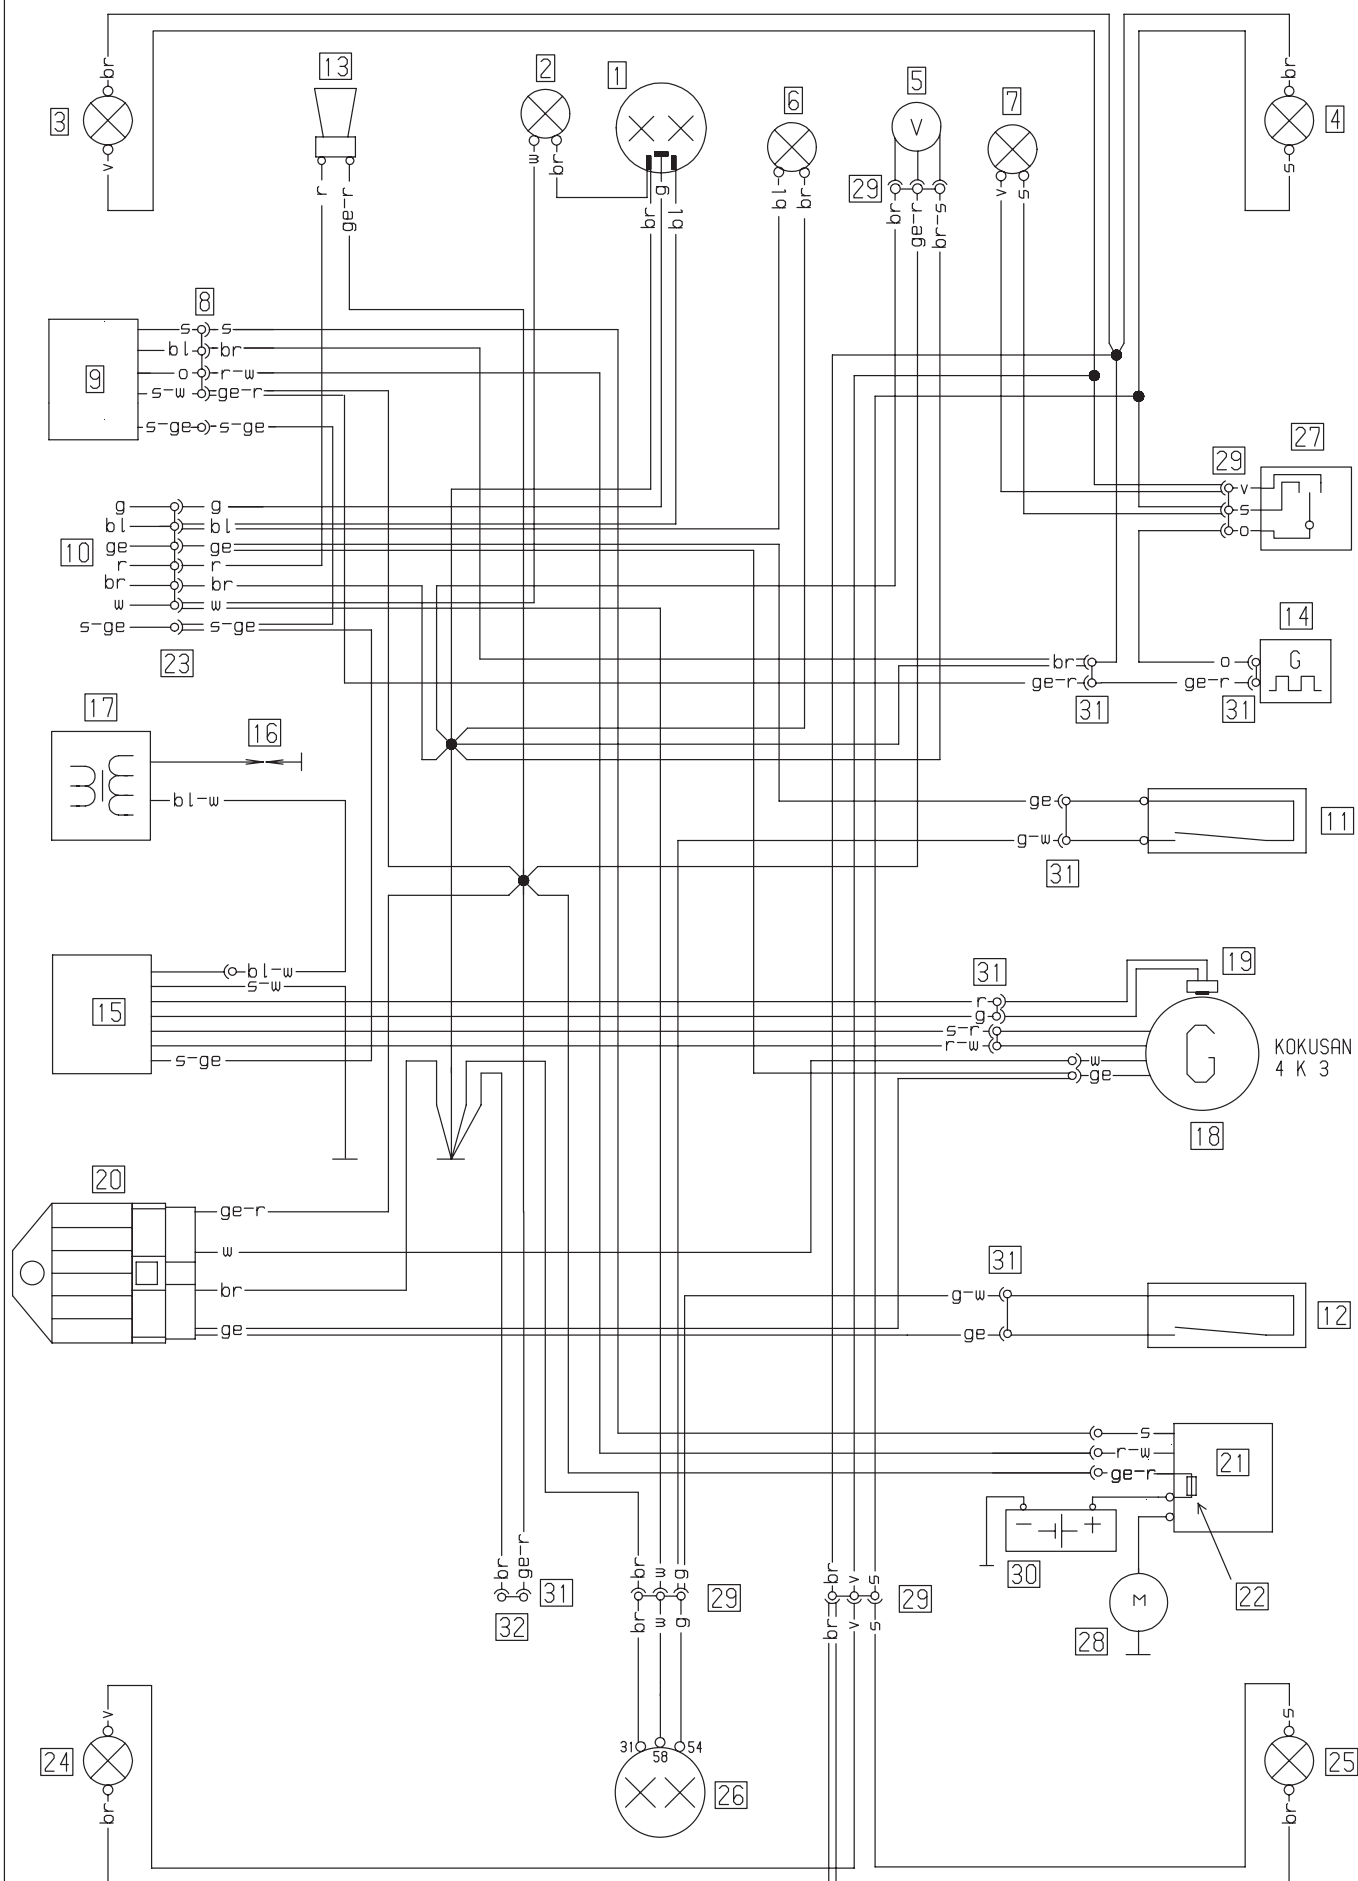 13
2
1
6
5
7
3
4
br
v
r
ge-r
w
br
br
g
bl
bl
br
V
29
br
ge-r
br-s
v
s
br
s
8
9
s
s
bl
br
o
r-w
s-w
ge-r
s-ge
s-ge
27
29
v
s
o
10
g
g
bl
bl
ge
ge
r
r
br
br
w
w
s-ge
s-ge
23
14
br
o
G
ge-r
ge-r
31
31
17
16
bl-w
ge
11
g-w
31
15
bl-w
s-w
s-ge
31
19
r
g
s-r
r-w
w
ge
G
KOKUSAN
4 K 3
18
20
ge-r
w
br
ge
31
g-w
ge
12
s
r-w
ge-r
21
- +
30
22
M
28
br
ge-r
31
32
br
w
g
29
br
w
g
br
v
s
29
br
v
s
24
v
br
31
58
54
26
s
25
br